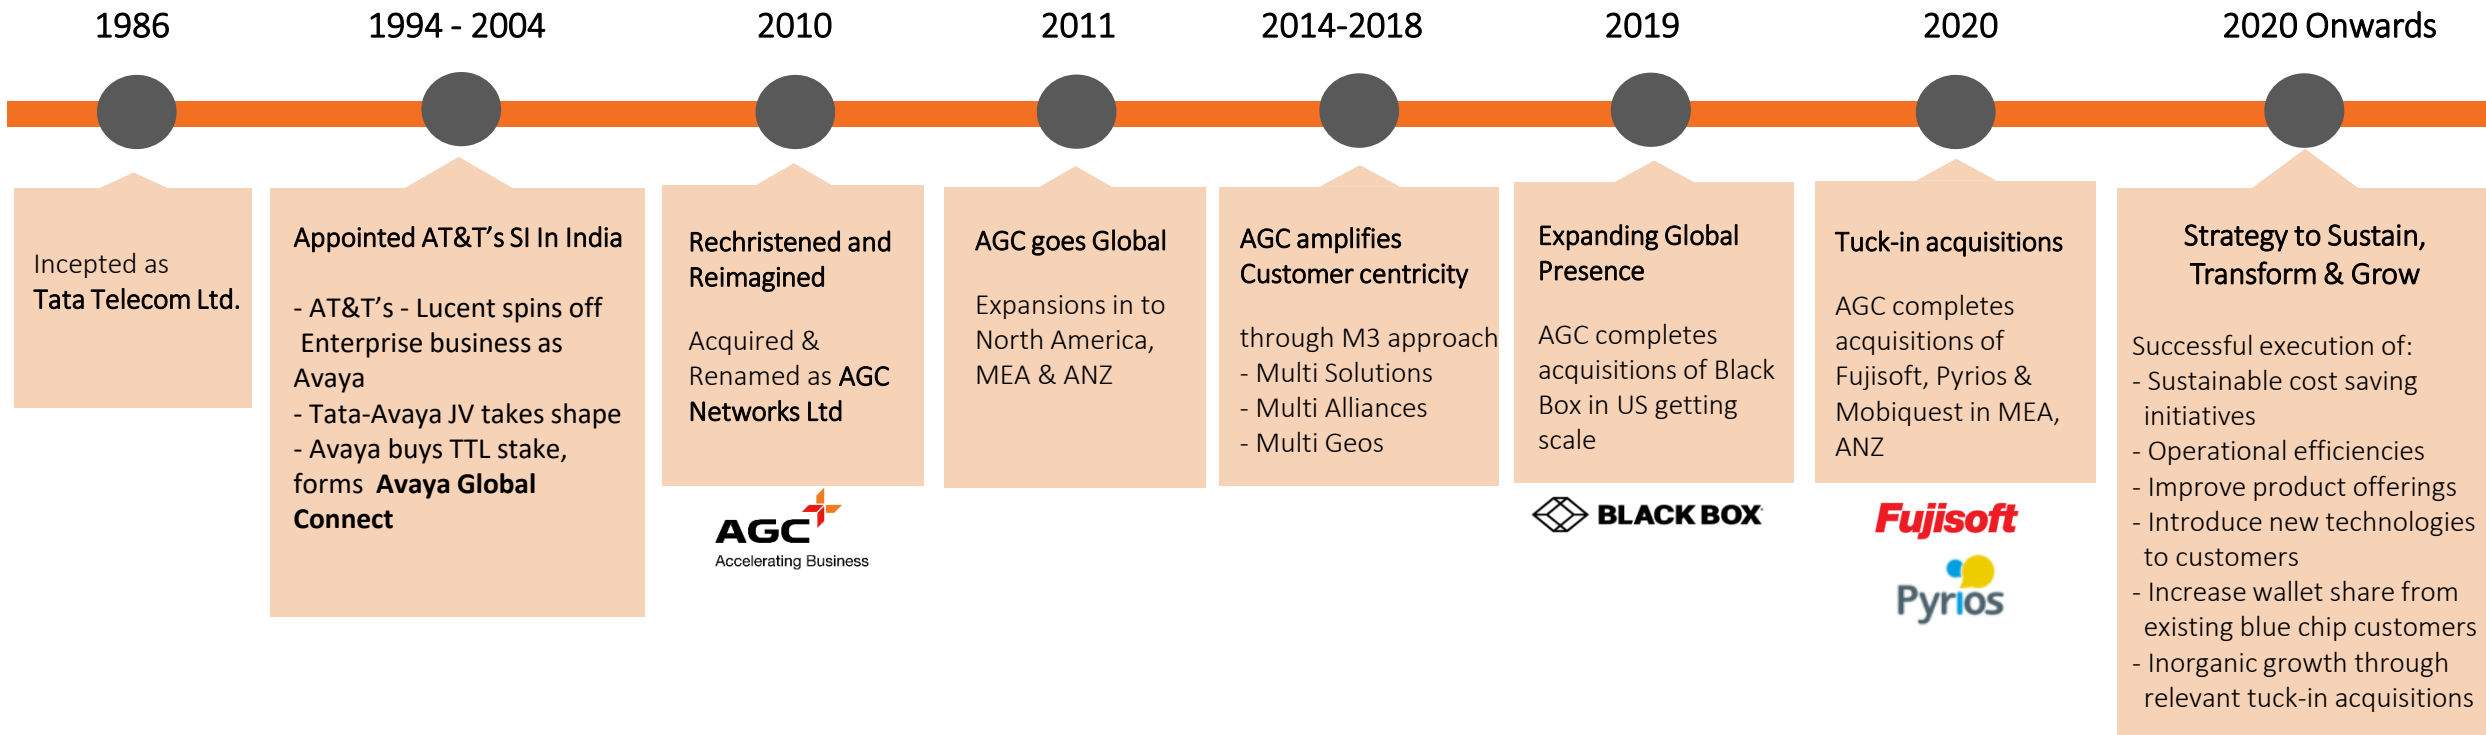 1986
1994 - 2004
2010
2011
2014-2018
2019
2020
2020 Onwards
Incepted as
Tata Telecom Ltd.
Appointed AT&T's SI In India
- AT&T's - Lucent spins off
Enterprise business as
Avaya
- Tata-Avaya JV takes shape
- Avaya buys TTL stake,
forms Avaya Global
Connect
Rechristened and
Reimagined
Acquired &
Renamed as AGC
Networks Ltd
AGC
Accelerating Business
AGC goes Global
Expansions in to
North America,
MEA & ANZ
AGC amplifies
Customer centricity
through M3 approach
- Multi Solutions
- Multi Alliances
- Multi Geos
Expanding Global
Presence
AGC completes
acquisitions of Black
Box in US getting
scale
BLACK BOX
Tuck-in acquisitions
AGC completes
acquisitions of
Fujisoft, Pyrios &
Mobiquest in MEA,
ANZ
Fujisoft
Pyrios
Strategy to Sustain,
Transform & Grow
Successful execution of:
- Sustainable cost saving
initiatives
- Operational efficiencies
- Improve product offerings
- Introduce new technologies
to customers
- Increase wallet share from
existing blue chip customers
- Inorganic growth through
relevant tuck-in acquisitions